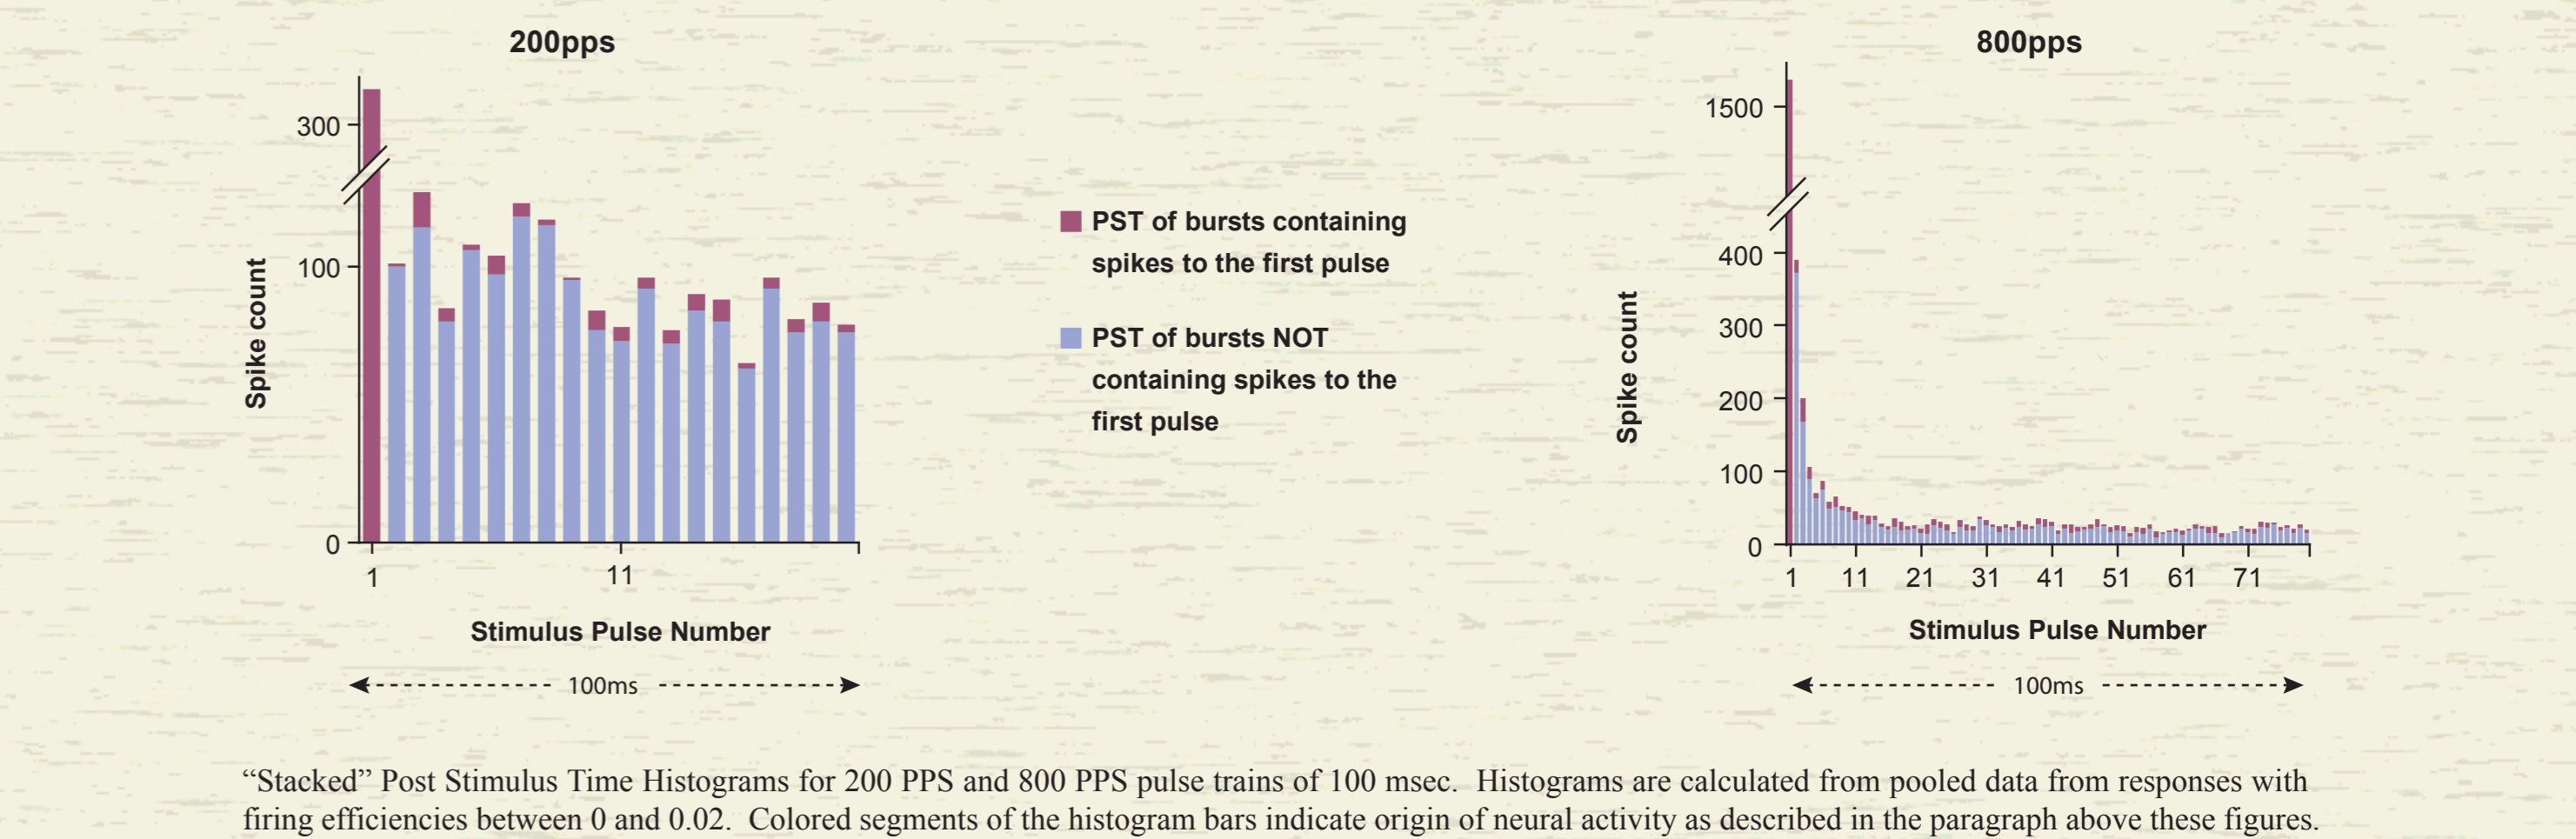 200pps
300
100
0
Spike count
1
11
Stimulus Pulse Number
100ms
PST of bursts containing
spikes to the first pulse
PST of bursts NOT
containing spikes to the
first pulse
800pps
1500
400
300
200
100
0
Spike count
1 11 21 31 41 51 61 71
Stimulus Pulse Number
100ms
“Stacked” Post Stimulus Time Histograms for 200 PPS and 800 PPS pulse trains of 100 msec.  Histograms are calculated from pooled data from responses with
firing efficiencies between 0 and 0.02.  Colored segments of the histogram bars indicate origin of neural activity as described in the paragraph above these figures.